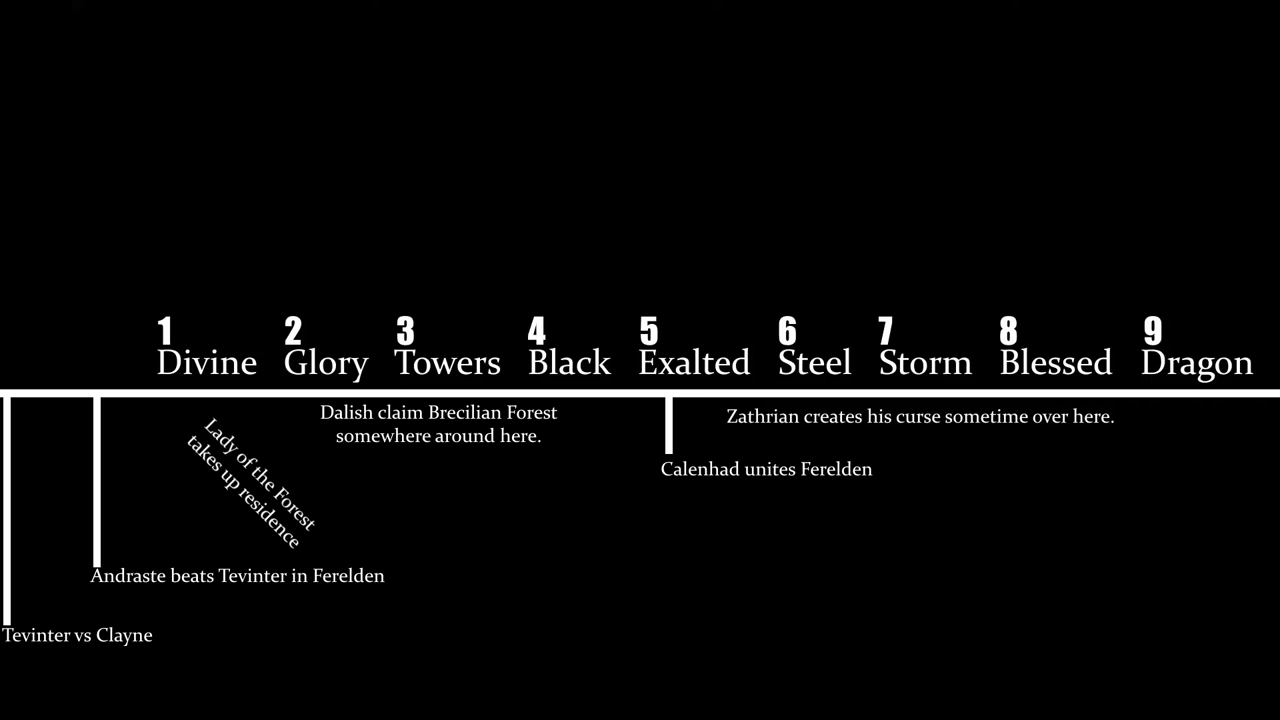 1 2 3 4 5 6 7 8 9
Divine Glory Towers Black Exalted Steel Storm Blessed Dragon
Dalish claim Brecilian Forest
somewhere around here.
Zathrian creates his curse sometime over here.
Lady of the Forest
takes up residence
Calenhad unites Ferelden
Andraste beats Tevinter in Ferelden
Tevinter vs Clayne